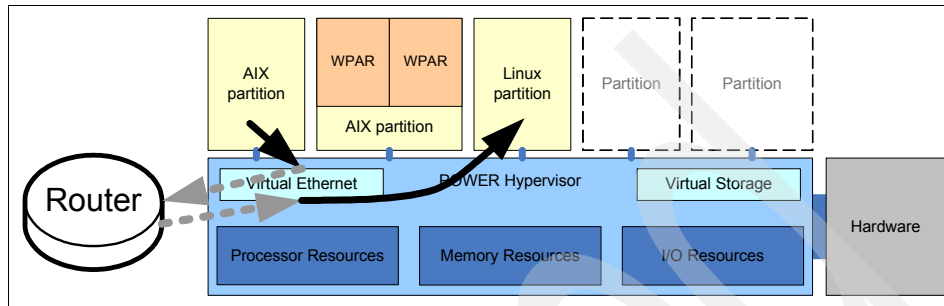 AIX
partition
WPAR
WPAR
AIX partition
Linux
partition
Partition
Partition
Router
Virtual Ethernet
POWER Hypervisor
Virtual Storage
Processor Resources
Memory Resources
I/O Resources
Hardware